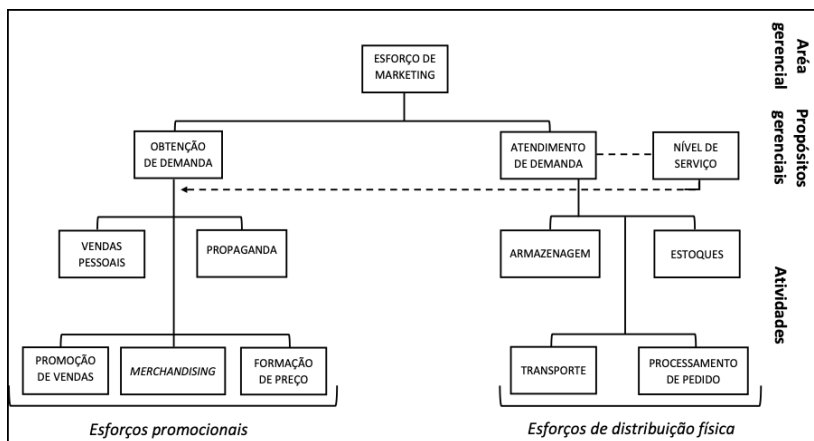 ESFORÇO DE
MARKETING
Aréa
gerencial
OBTENÇÃO
DE DEMANDA
ATENDIMENTO
DE DEMANDA
NÍVEL DE
SERVIÇO
Propósitos
gerenciais
VENDAS
PESSOAIS
PROPAGANDA
ARMAZENAGEM
ESTOQUES
Atividades
PROMOÇÃO
DE VENDAS
MERCHANDISING
FORMAÇÃO
DE PREÇO
TRANSPORTE
PROCESSAMENTO
DE PEDIDO
Esforços promocionais
Esforços de distribuição física